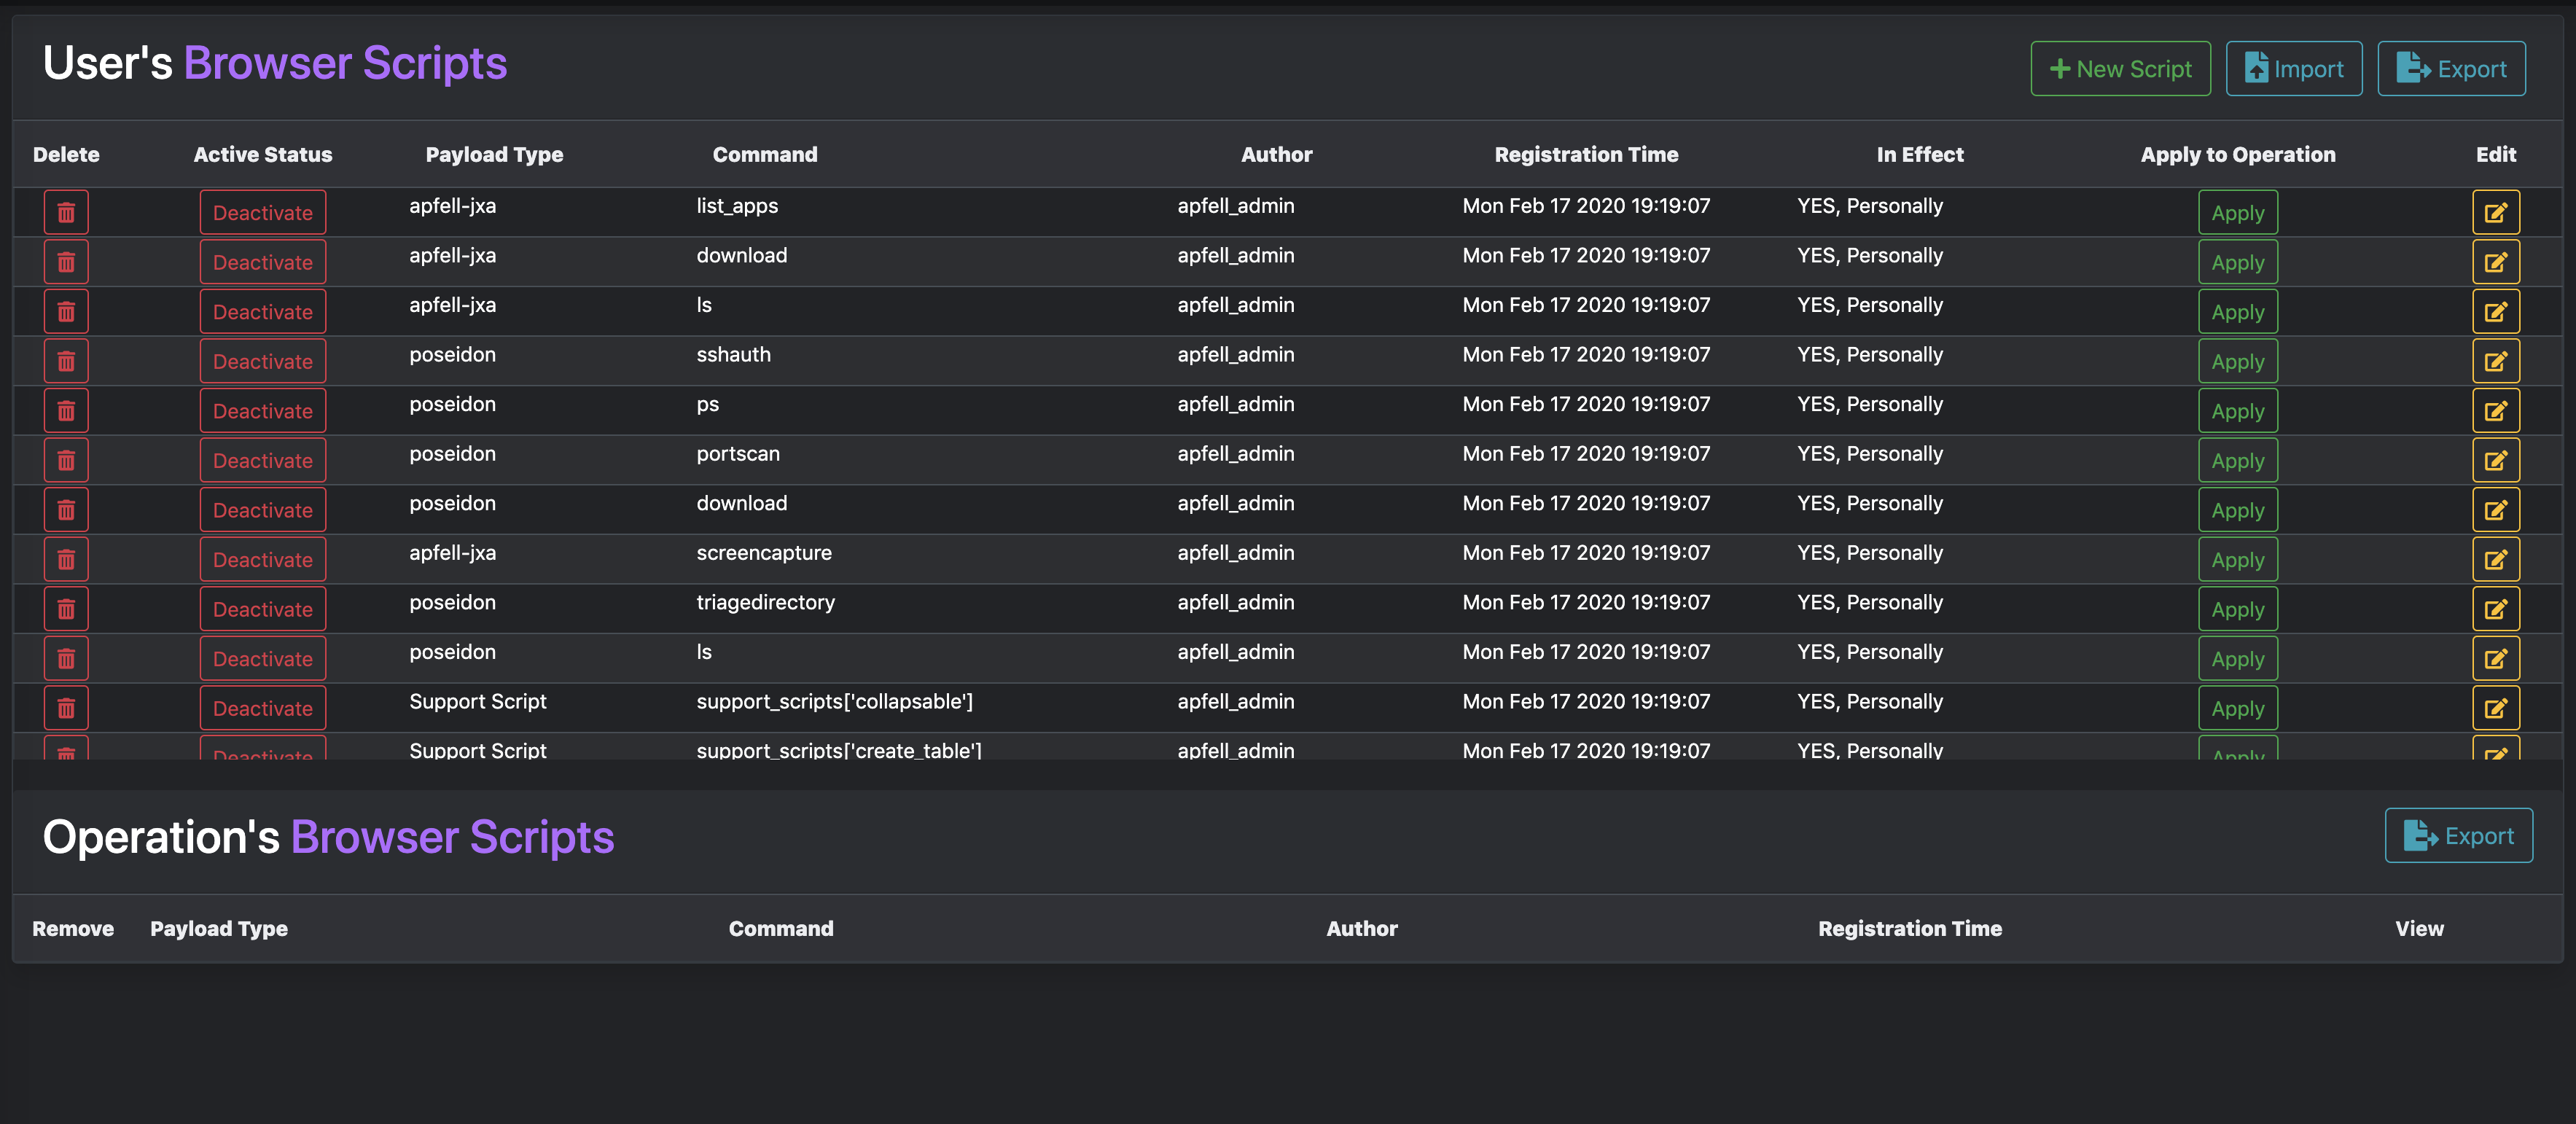 User's Browser Scripts
New Script Import Export
Delete Active Status Payload Type Command Author Registration Time In Effect Apply to Operation Edit
Deactivate apfell-jxa list_apps apfell_admin Mon Feb 17 2020 19:19:07 YES, Personally Apply
Deactivate apfell-jxa download apfell_admin Mon Feb 17 2020 19:19:07 YES, Personally Apply
Deactivate apfell-jxa ls apfell_admin Mon Feb 17 2020 19:19:07 YES, Personally Apply
Deactivate poseidon sshauth apfell_admin Mon Feb 17 2020 19:19:07 YES, Personally Apply
Deactivate poseidon ps apfell_admin Mon Feb 17 2020 19:19:07 YES, Personally Apply
Deactivate poseidon portscan apfell_admin Mon Feb 17 2020 19:19:07 YES, Personally Apply
Deactivate poseidon download apfell_admin Mon Feb 17 2020 19:19:07 YES, Personally Apply
Deactivate apfell-jxa screencapture apfell_admin Mon Feb 17 2020 19:19:07 YES, Personally Apply
Deactivate poseidon triagedirectory apfell_admin Mon Feb 17 2020 19:19:07 YES, Personally Apply
Deactivate poseidon ls apfell_admin Mon Feb 17 2020 19:19:07 YES, Personally Apply
Deactivate Support Script support_scripts['collapsable'] apfell_admin Mon Feb 17 2020 19:19:07 YES, Personally Apply
Deactivate Support Script support_scripts['create_table'] apfell_admin Mon Feb 17 2020 19:19:07 YES, Personally Apply
Operation's Browser Scripts
Export
Remove Payload Type Command Author Registration Time View